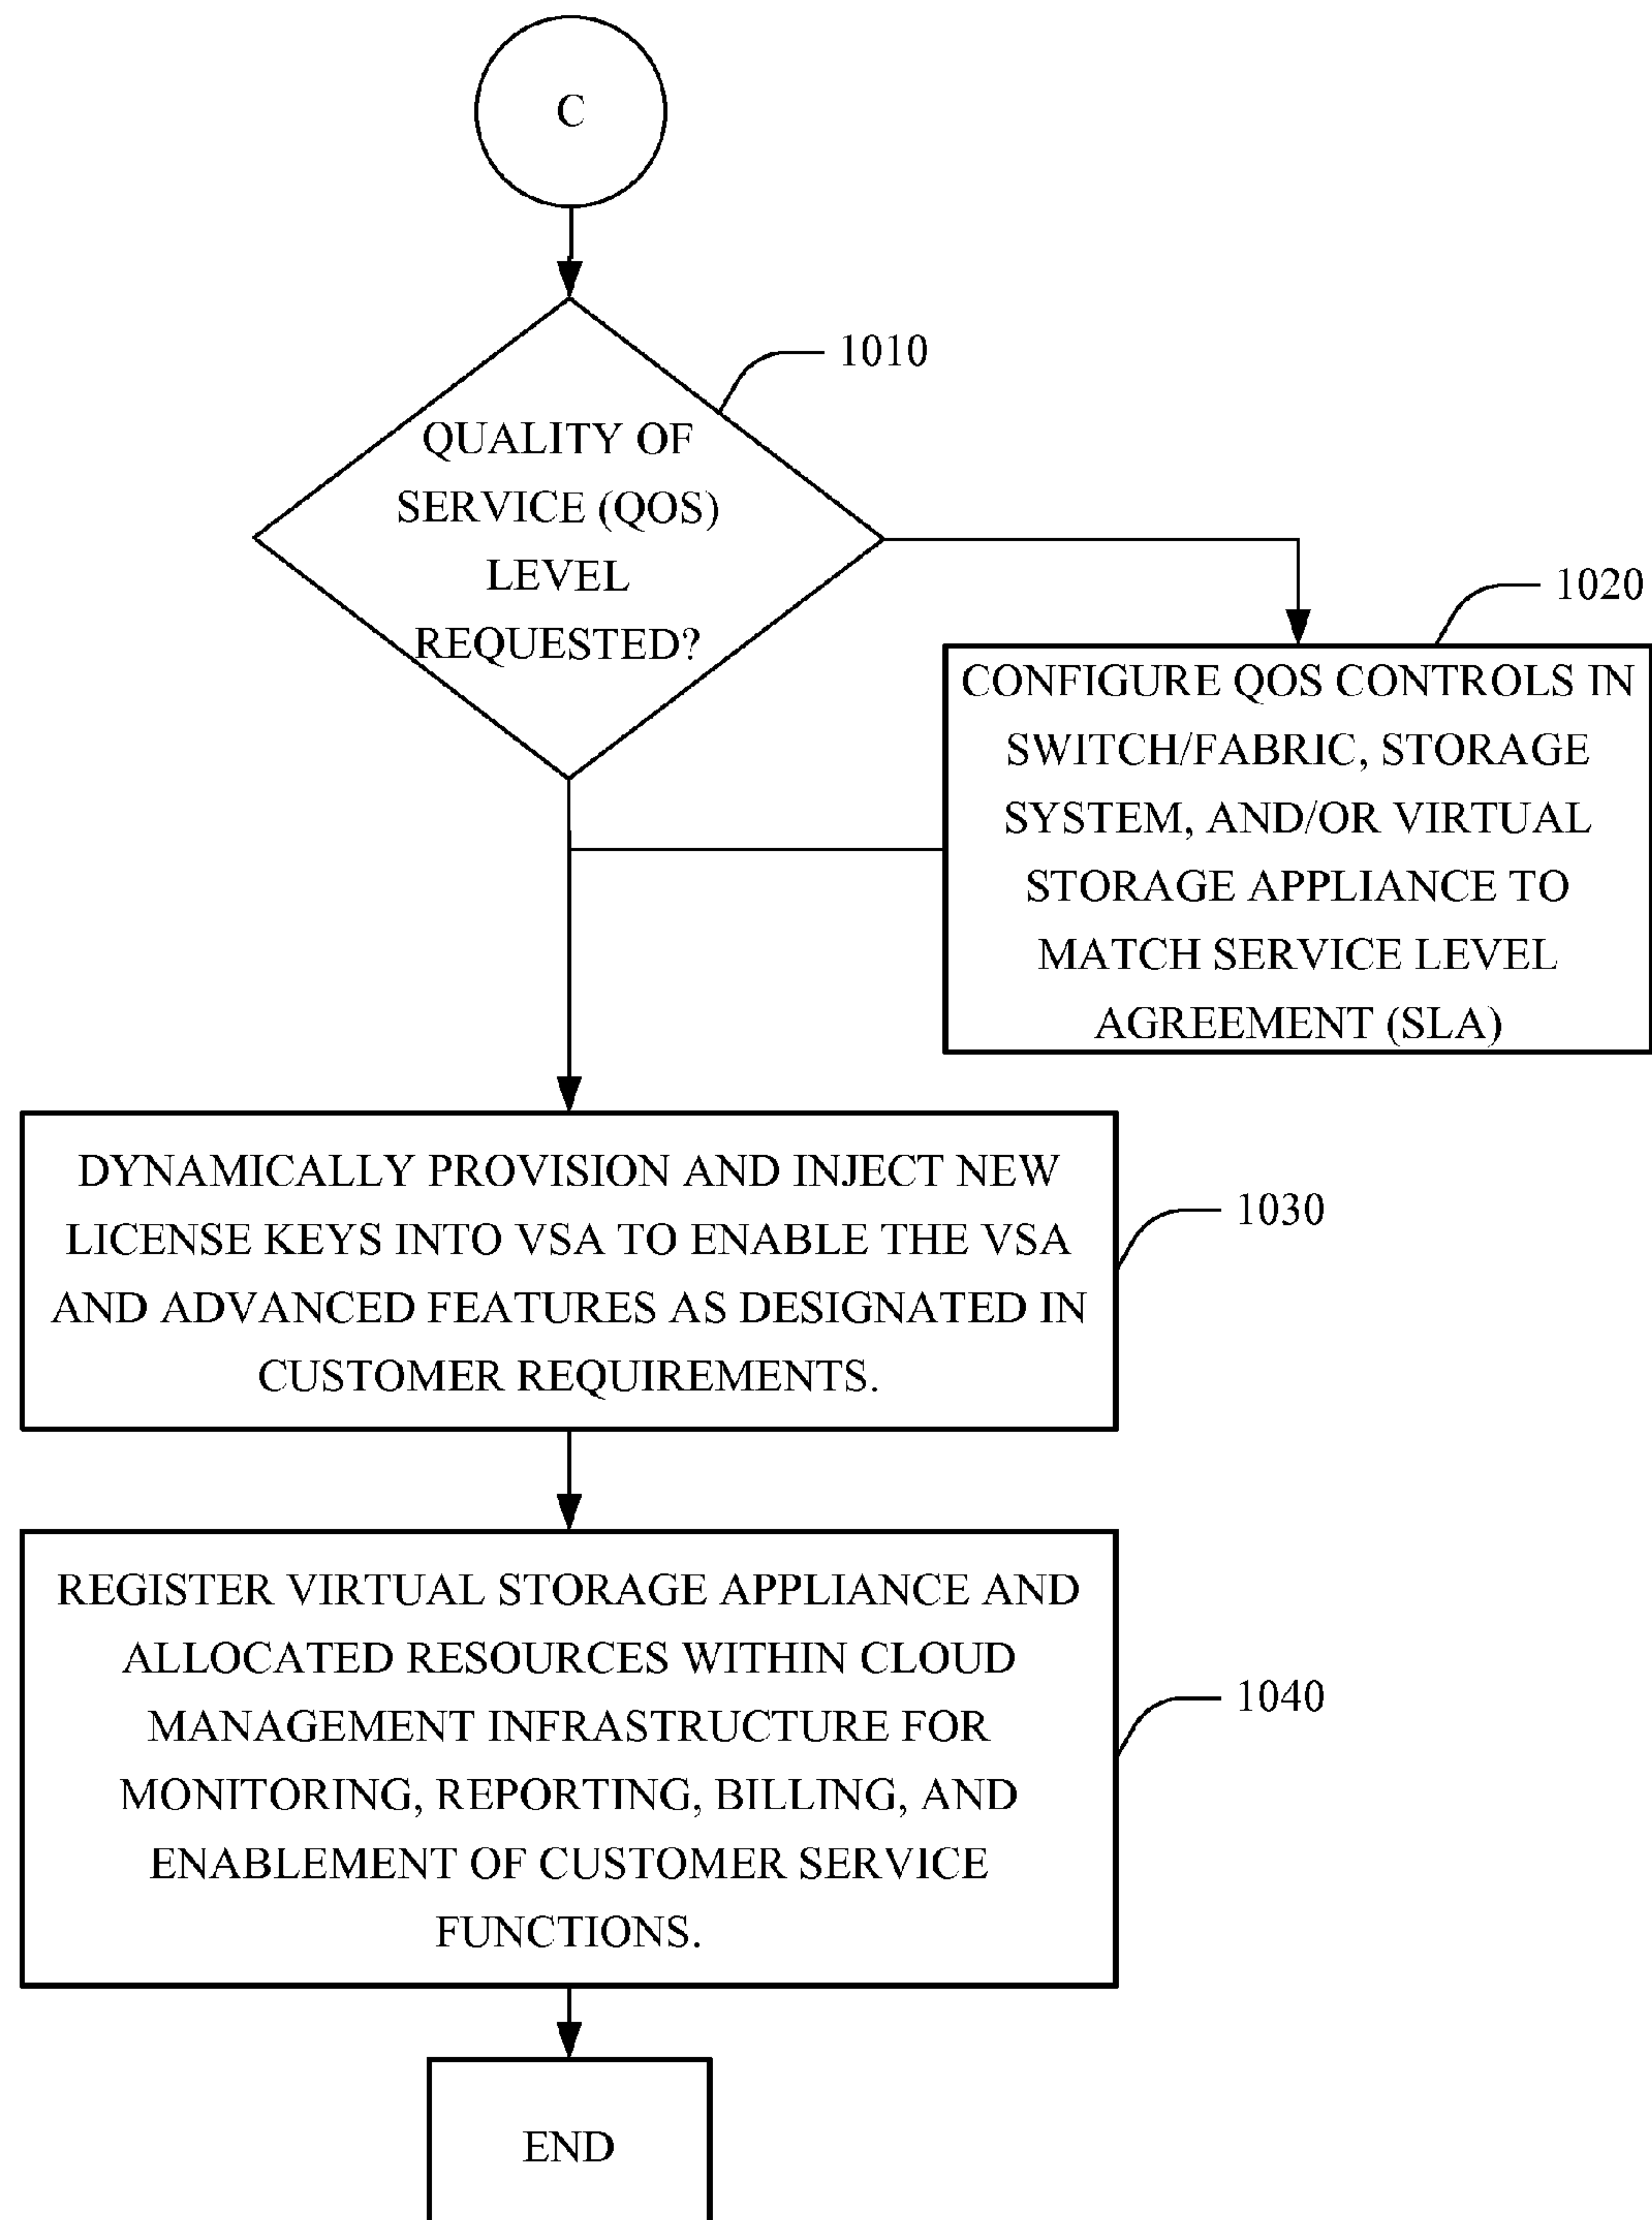 C
1010
QUALITY OF
SERVICE (QOS)
LEVEL
REQUESTED?
1020
CONFIGURE QOS CONTROLS IN
SWITCH/FABRIC, STORAGE
SYSTEM, AND/OR VIRTUAL
STORAGE APPLIANCE TO
MATCH SERVICE LEVEL
AGREEMENT (SLA)
DYNAMICALLY PROVISION AND INJECT NEW
LICENSE KEYS INTO VSA TO ENABLE THE VSA
AND ADVANCED FEATURES AS DESIGNATED IN
CUSTOMER REQUIREMENTS.
1030
REGISTER VIRTUAL STORAGE APPLIANCE AND
ALLOCATED RESOURCES WITHIN CLOUD
MANAGEMENT INFRASTRUCTURE FOR
MONITORING, REPORTING, BILLING, AND
ENABLEMENT OF CUSTOMER SERVICE
FUNCTIONS.
1040
END